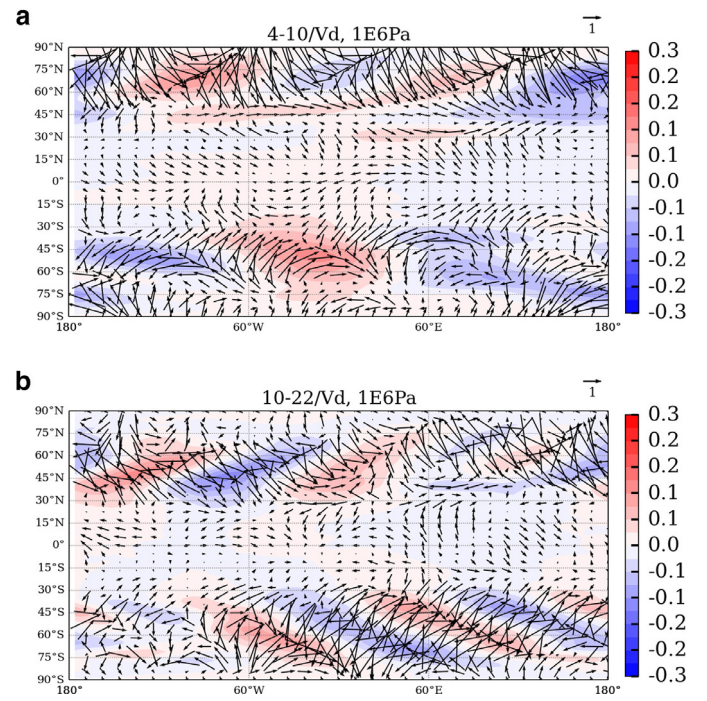 a
4-10/Vd, 1E6Pa
1
90°N
75°N
60°N
45°N
30°N
15°N
0°
15°S
30°S
45°S
60°S
75°S
90°S
180° 60°W 60°E 180°
0.3
0.2
0.2
0.1
0.1
0.0
-0.1
-0.1
-0.2
-0.2
-0.3
b
10-22/Vd, 1E6Pa
1
90°N
75°N
60°N
45°N
30°N
15°N
0°
15°S
30°S
45°S
60°S
75°S
90°S
180° 60°W 60°E 180°
0.3
0.2
0.2
0.1
0.1
0.0
-0.1
-0.1
-0.2
-0.2
-0.3